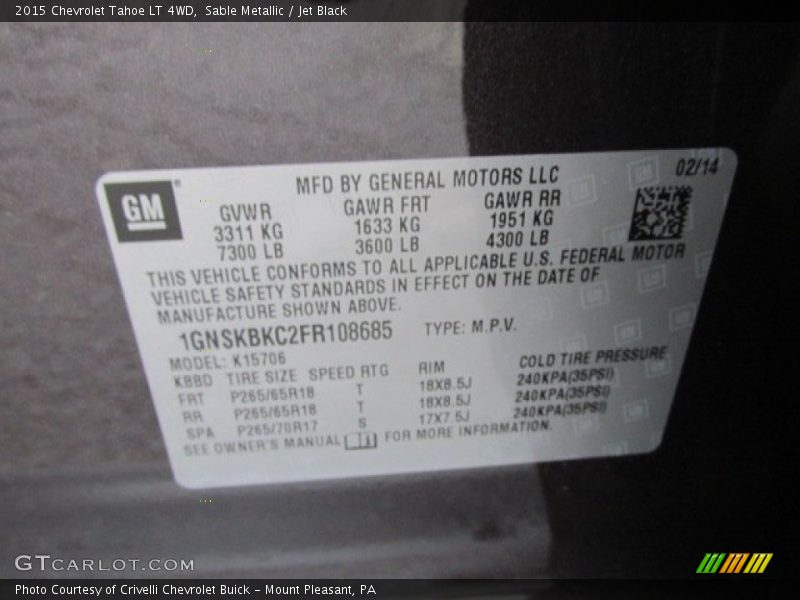 2015 Chevrolet Tahoe LT 4WD, Sable Metallic / Jet Black
02/14
GM
MFD BY GENERAL MOTORS LLC
GVWR GAWR FRT GAWR RR
3311 KG 1633 KG 1951 KG
7300 LB 3600 LB 4300 LB
THIS VEHICLE CONFORMS TO ALL APPLICABLE U.S. FEDERAL MOTOR
VEHICLE SAFETY STANDARDS IN EFFECT ON THE DATE OF
MANUFACTURE SHOWN ABOVE.
1GNSKBKC2FR108685 TYPE: M.P.V.
MODEL: K15706
KBBD TIRE SIZE SPEED RTG RIM COLD TIRE PRESSURE
FRT P265/65R18 T 18X8.5J 240KPA(35PSI)
RR P265/65R18 T 18X8.5J 240KPA(35PSI)
SPA P265/70R17 S 17X7.5J 240KPA(35PSI)
SEE OWNER'S MANUAL FOR MORE INFORMATION.
GTCARLOT.COM
Photo Courtesy of Crivelli Chevrolet Buick - Mount Pleasant, PA